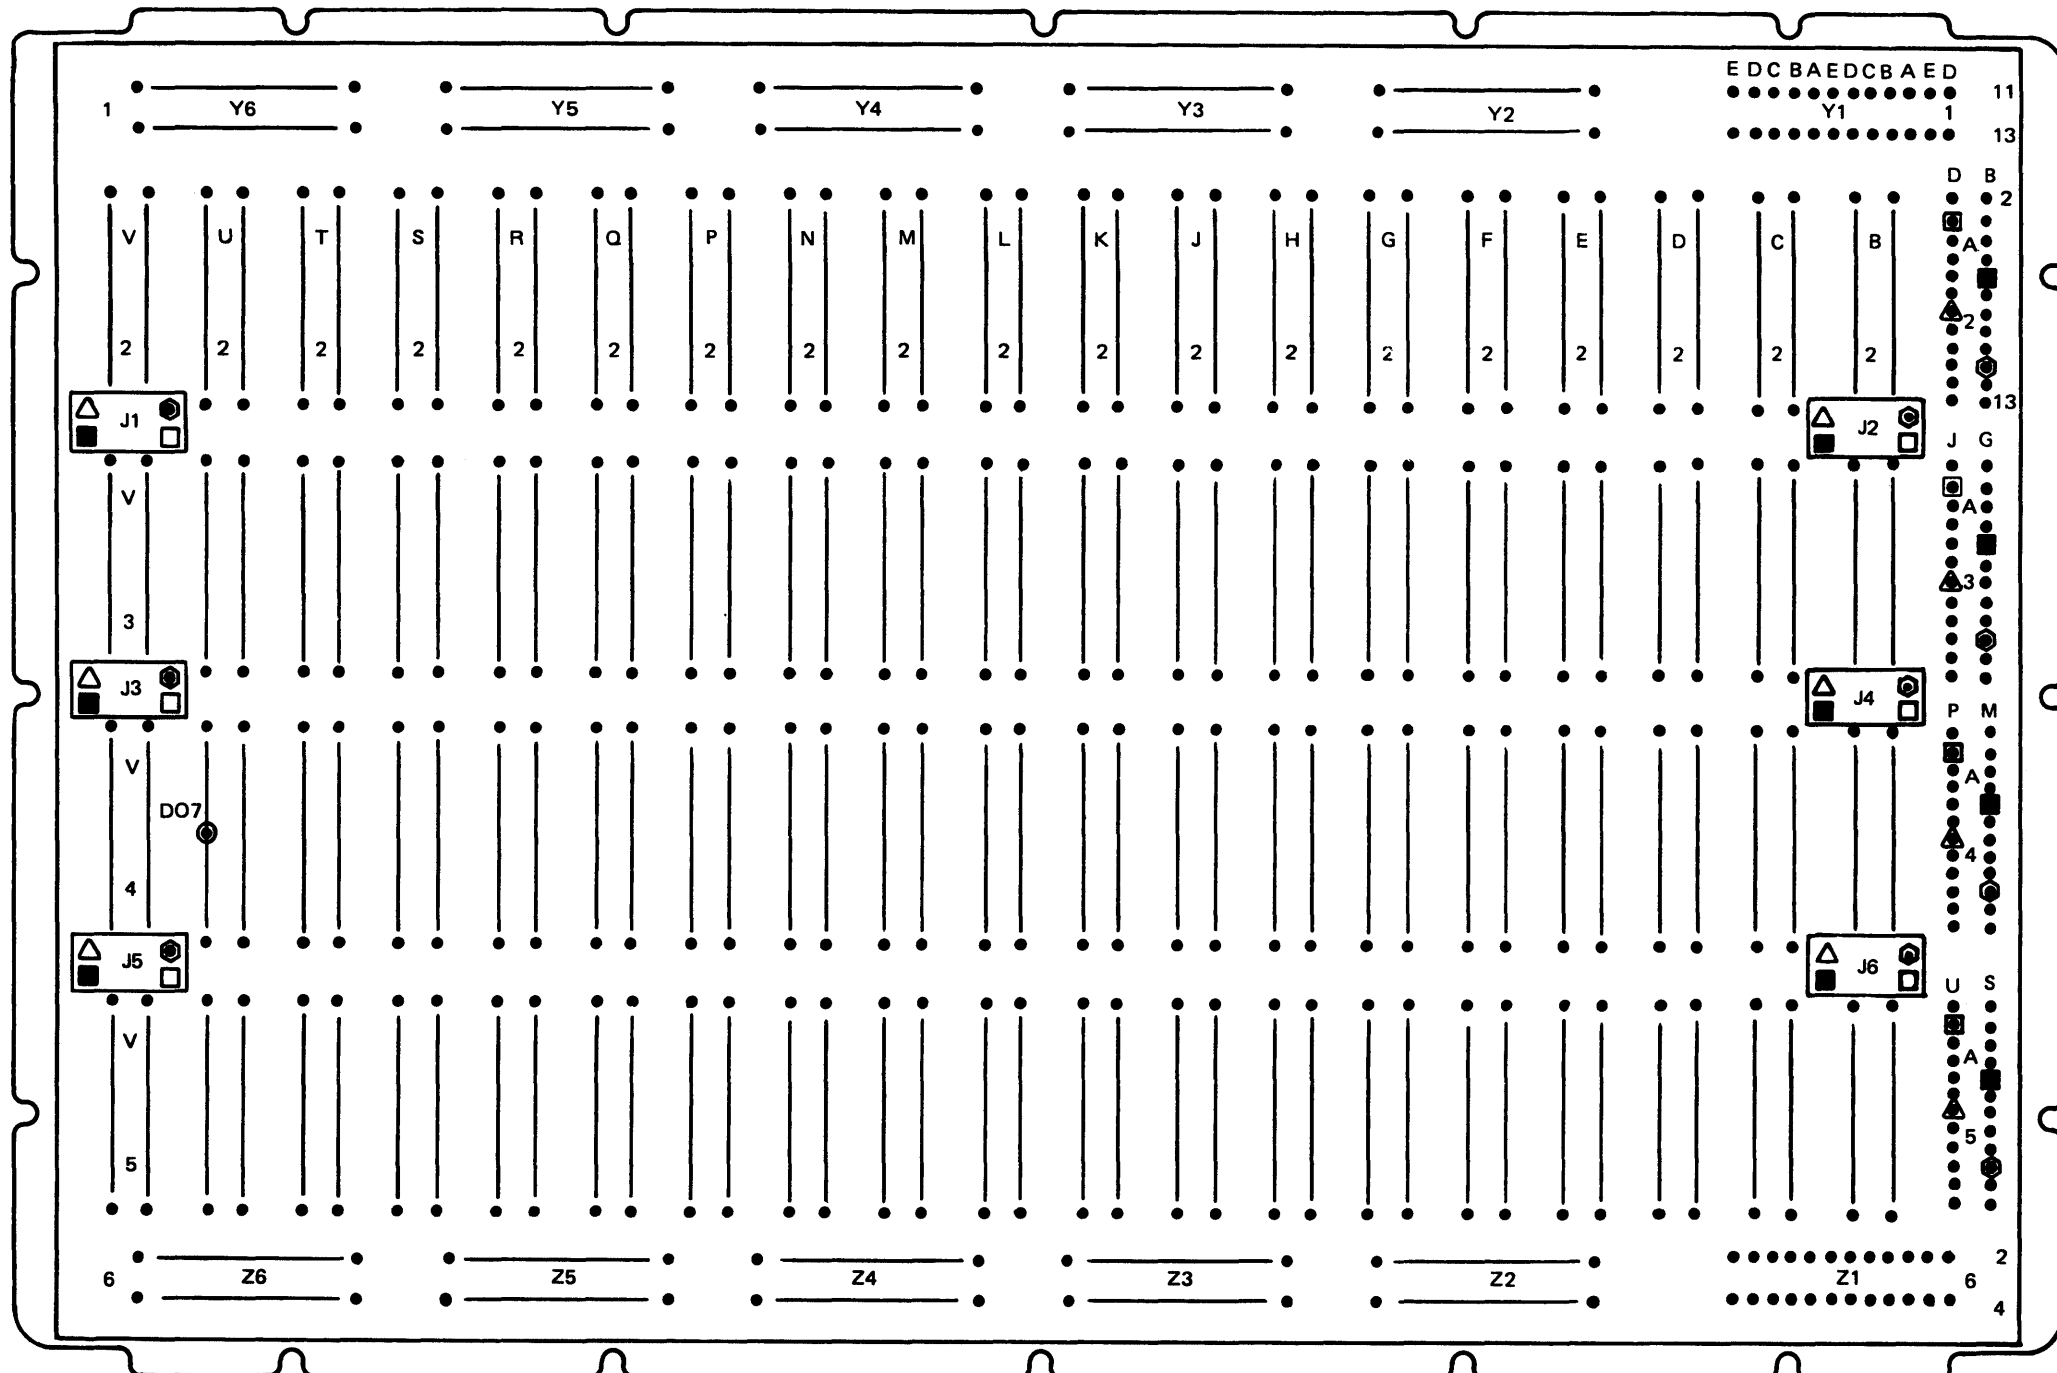 E D C B A E D C B A E D
11
1 Y6 Y5 Y4 Y3 Y2 Y1 1
13
D B
2
V U T S R Q P N M L K J H G F E D C B A
2 2 2 2 2 2 2 2 2 2 2 2 2 2 2 2 2 2 2 2
13
J1 J2
J G
V A
3 3
J3 J4
P M
V A
DO7
4 4
J5 J6
U S
V A
5 5
2
6 Z6 Z5 Z4 Z3 Z2 Z1 6
4